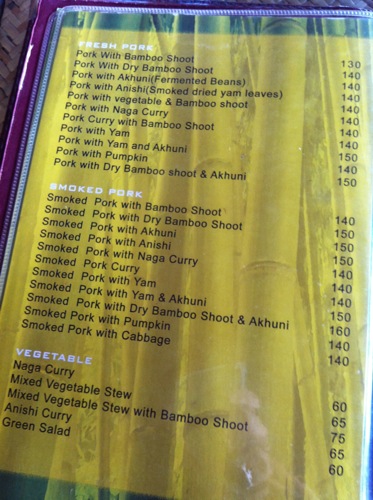 FRESH PORK
Pork With Bamboo Shoot 130
Pork With Dry Bamboo Shoot 140
Pork with Akhuni(Fermented Beans) 140
Pork with Anishi(Smoked dried yam leaves) 140
Pork with vegetable & Bamboo shoot 140
Pork with Naga Curry 140
Pork Curry with Bamboo Shoot 140
Pork with Yam 140
Pork with Yam and Akhuni 150
Pork with Pumpkin 140
Pork with Dry Bamboo shoot & Akhuni 150
SMOKED PORK
Smoked Pork with Bamboo Shoot 140
Smoked Pork with Dry Bamboo Shoot 150
Smoked Pork with Akhuni 140
Smoked Pork with Anishi 150
Smoked Pork with Naga Curry 140
Smoked Pork Curry 140
Smoked Pork with Yam 140
Smoked Pork with Yam & Akhuni 150
Smoked Pork with Dry Bamboo Shoot & Akhuni 160
Smoked Pork with Pumpkin 140
Smoked Pork with Cabbage 140
VEGETABLE
Naga Curry 60
Mixed Vegetable Stew 65
Mixed Vegetable Stew with Bamboo Shoot 75
Anishi Curry 65
Green Salad 60